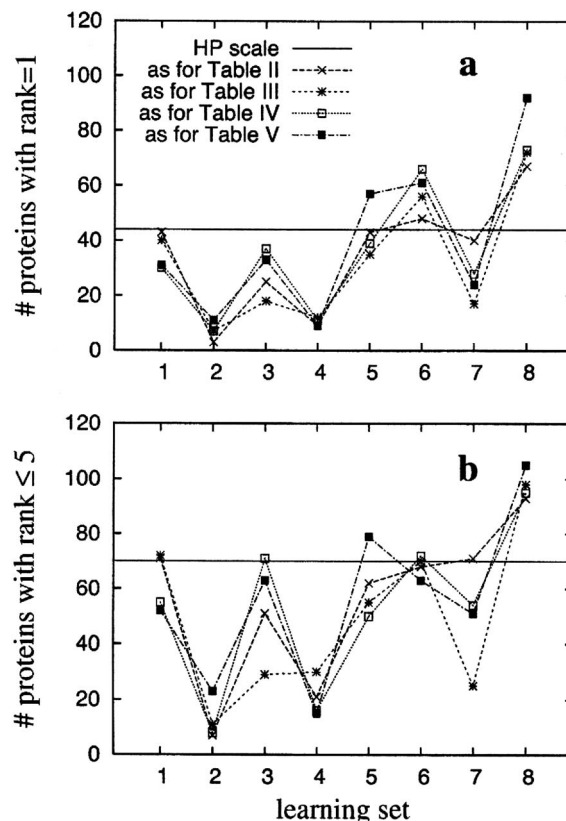 # proteins with rank=1
120
100
80
60
40
20
0
HP scale
as for Table II
as for Table III
as for Table IV
as for Table V
a
1 2 3 4 5 6 7 8
# proteins with rank ≤ 5
120
100
80
60
40
20
0
b
1 2 3 4 5 6 7 8
learning set